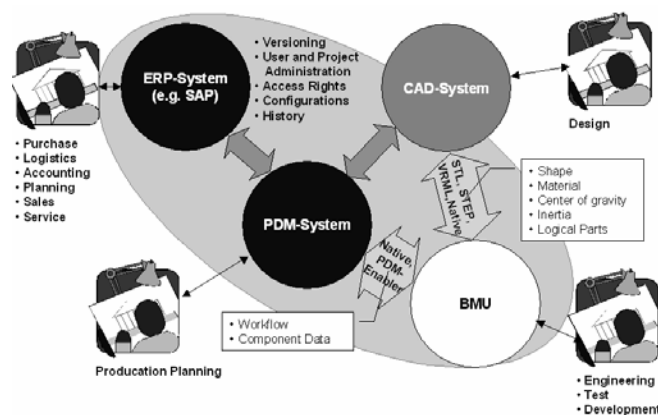 • Versioning
• User and Project
Administration
• Access Rights
• Configurations
• History
ERP-System
(e.g. SAP)
CAD-System
Design
• Purchase
• Logistics
• Accounting
• Planning
• Sales
• Service
PDM-System
STL, STEP,
VRML,Native
• Shape
• Material
• Center of gravity
• Inertia
• Logical Parts
Native,
PDM-
Enabler
BMU
• Workflow
• Component Data
Producation Planning
• Engineering
• Test
• Development